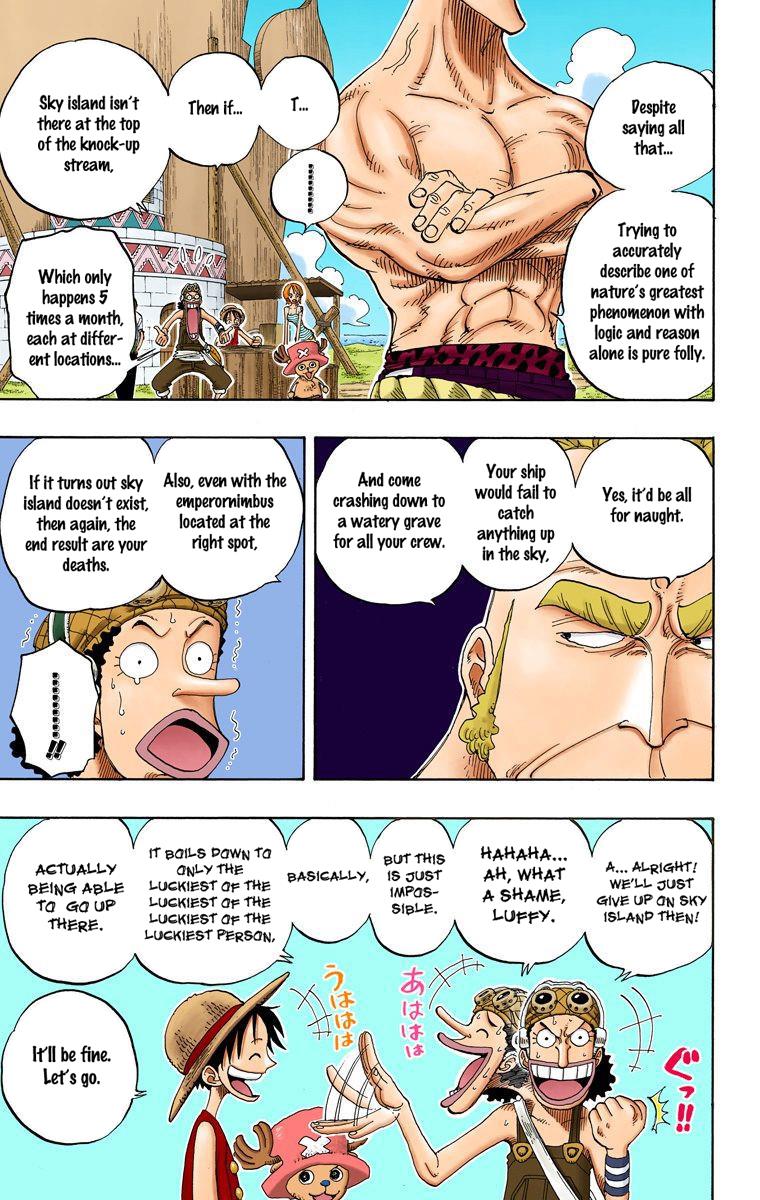 Despite
saying all
that...
Trying to
accurately
describe one of
nature's greatest
phenomenon with
logic and reason
alone is pure folly.
T...
.........
Then if...
Sky island isn't
there at the top
of the knock-up
stream,
Which only
happens 5
times a month,
each at differ-
ent locations...
Yes, it'd be all
for naught.
Your ship
would fail to
catch
anything up
in the sky,
And come
crashing down to
a watery grave
for all your crew.
Also, even with the
emperornimbus
located at the
right spot,
If it turns out sky
island doesn't exist,
then again, the
end result are your
deaths.
.........!!
A... ALRIGHT!
WE'LL JUST
GIVE UP ON SKY
ISLAND THEN!
HAHAHA...
AH, WHAT
A SHAME,
LUFFY.
BUT THIS
IS JUST
IMPOS-
SIBLE.
BASICALLY,
IT BOILS DOWN TO
ONLY THE
LUCKIEST OF THE
LUCKIEST OF THE
LUCKIEST OF THE
LUCKIEST PERSON,
ACTUALLY
BEING ABLE
TO GO UP
THERE.
ぐっ!!
あははは
うははは
It'll be fine.
Let's go.